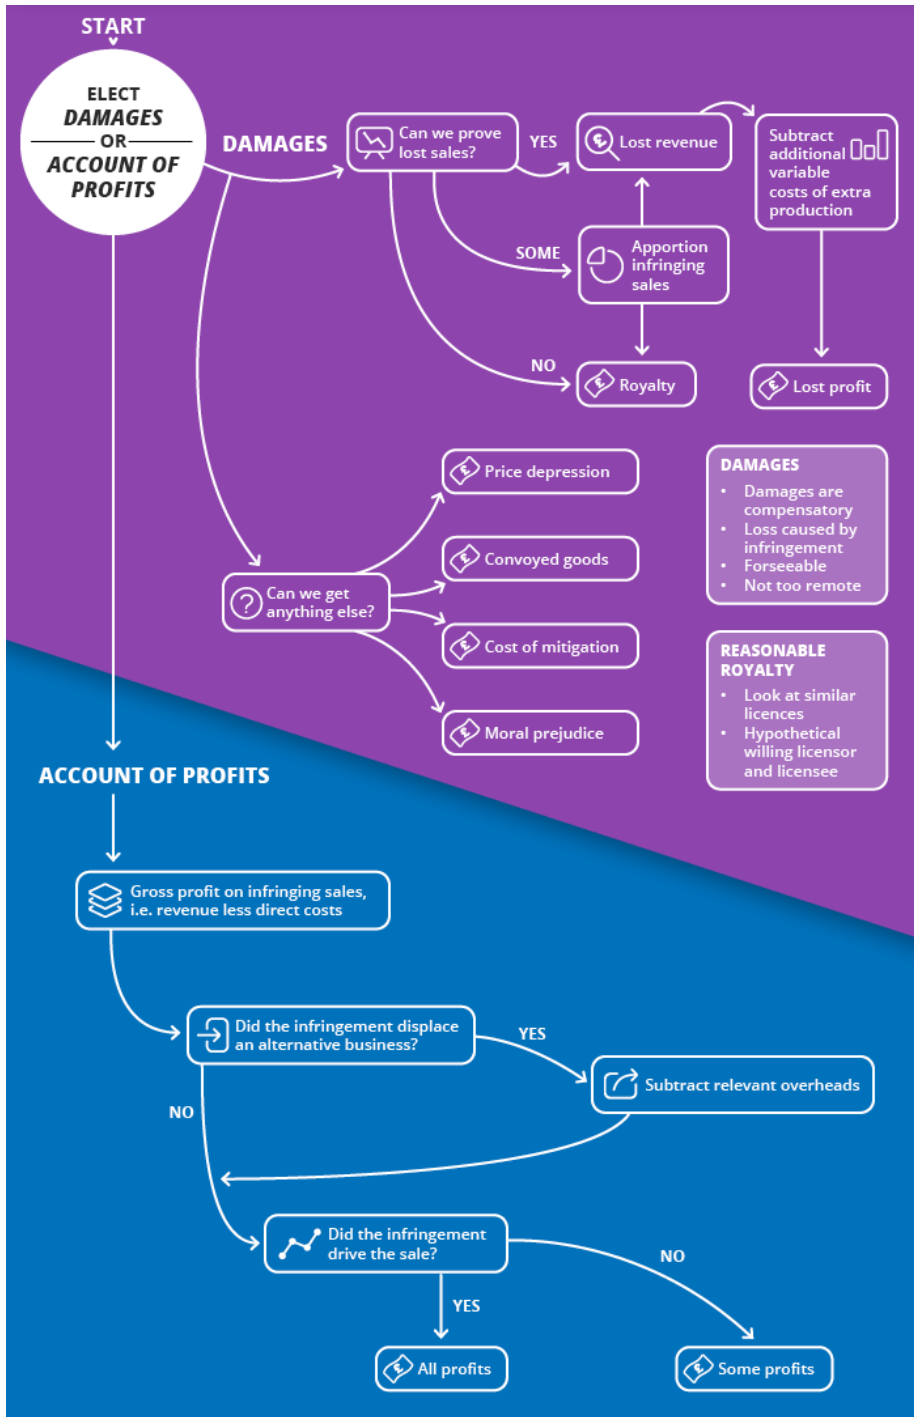 START
ELECT
DAMAGES
OR
ACCOUNT OF
PROFITS
DAMAGES
Can we prove
lost sales?
YES
Lost revenue
Subtract
additional
variable
costs of extra
production
SOME
Apportion
infringing
sales
NO
Royalty
Lost profit
Price depression
Convoyed goods
Can we get
anything else?
Cost of mitigation
Moral prejudice
DAMAGES
• Damages are
compensatory
• Loss caused by
infringement
• Forseeable
• Not too remote
REASONABLE
ROYALTY
• Look at similar
licences
• Hypothetical
willing licensor
and licensee
ACCOUNT OF PROFITS
Gross profit on infringing sales,
i.e. revenue less direct costs
Did the infringement displace
an alternative business?
YES
Subtract relevant overheads
NO
Did the infringement
drive the sale?
NO
YES
All profits
Some profits